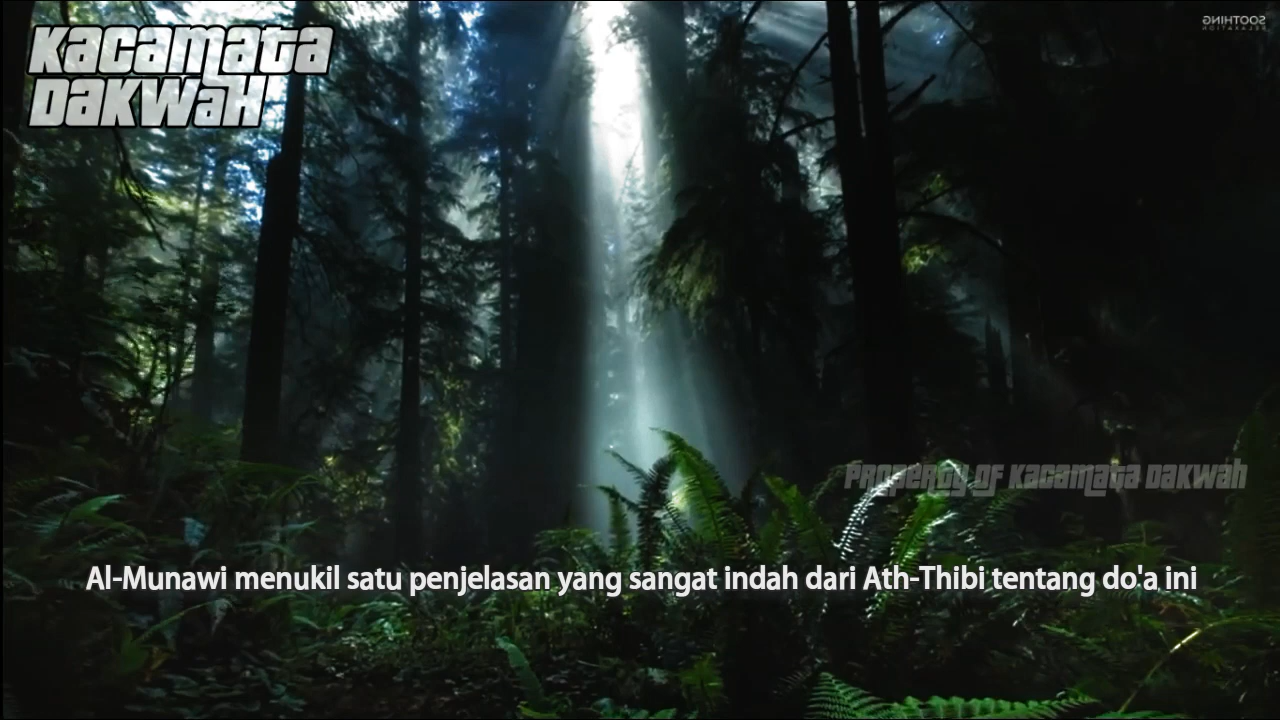 Kacamata
Dakwah
SOOTHING
RELAXATION
Property of Kacamata Dakwah
Al-Munawi menukil satu penjelasan yang sangat indah dari Ath-Thibi tentang do'a ini